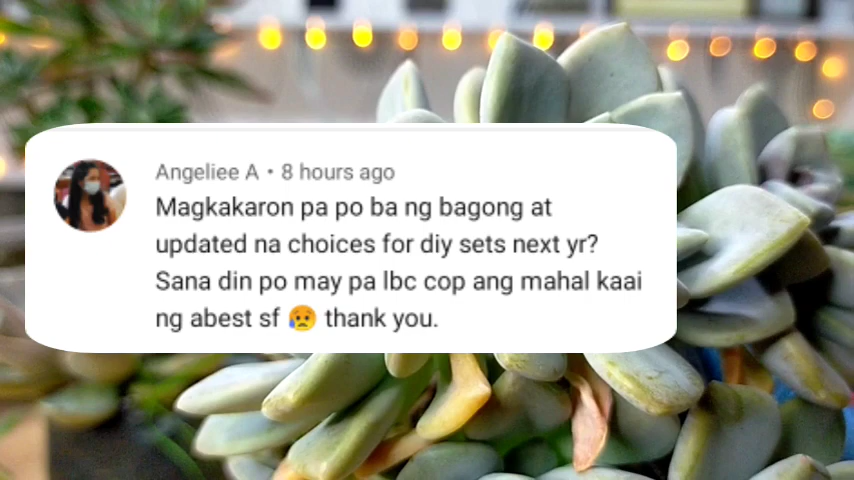 Angeliee A • 8 hours ago
Magkakaron pa po ba ng bagong at
updated na choices for diy sets next yr?
Sana din po may pa lbc cop ang mahal kaai
ng abest sf 😥 thank you.